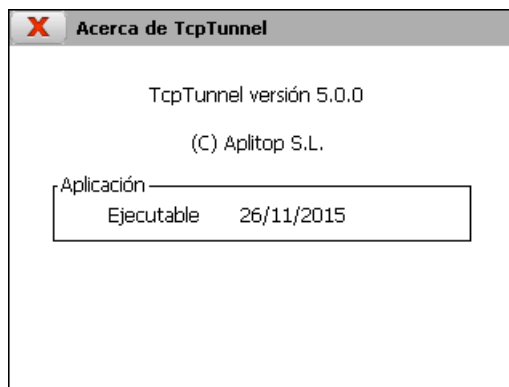 X Acerca de TcpTunnel
TcpTunnel versión 5.0.0
(C) Aplitop S.L.
Aplicación
Ejecutable 26/11/2015